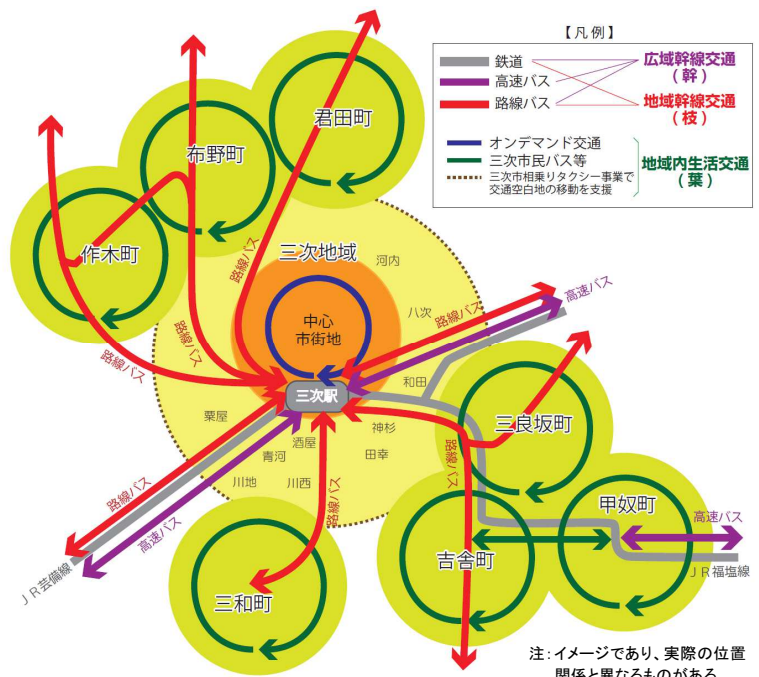 【凡例】
鉄道
高速バス
路線バス
広域幹線交通
（幹）
地域幹線交通
（枝）
オンデマンド交通
三次市民バス等
三次市相乗りタクシー事業で
交通空白地の移動を支援
地域内生活交通
（葉）
君田町
布野町
作木町
三次地域
河内
路線バス
中心
市街地
八次
路線バス
高速バス
路線バス
路線バス
和田
三次駅
粟屋
神杉
酒屋
青河
田幸
川地
川西
三良坂町
路線バス
甲奴町
高速バス
路線バス
高速バス
路線バス
吉舎町
JR福塩線
JR芸備線
三和町
注：イメージであり、実際の位置
関係と異なるものがある